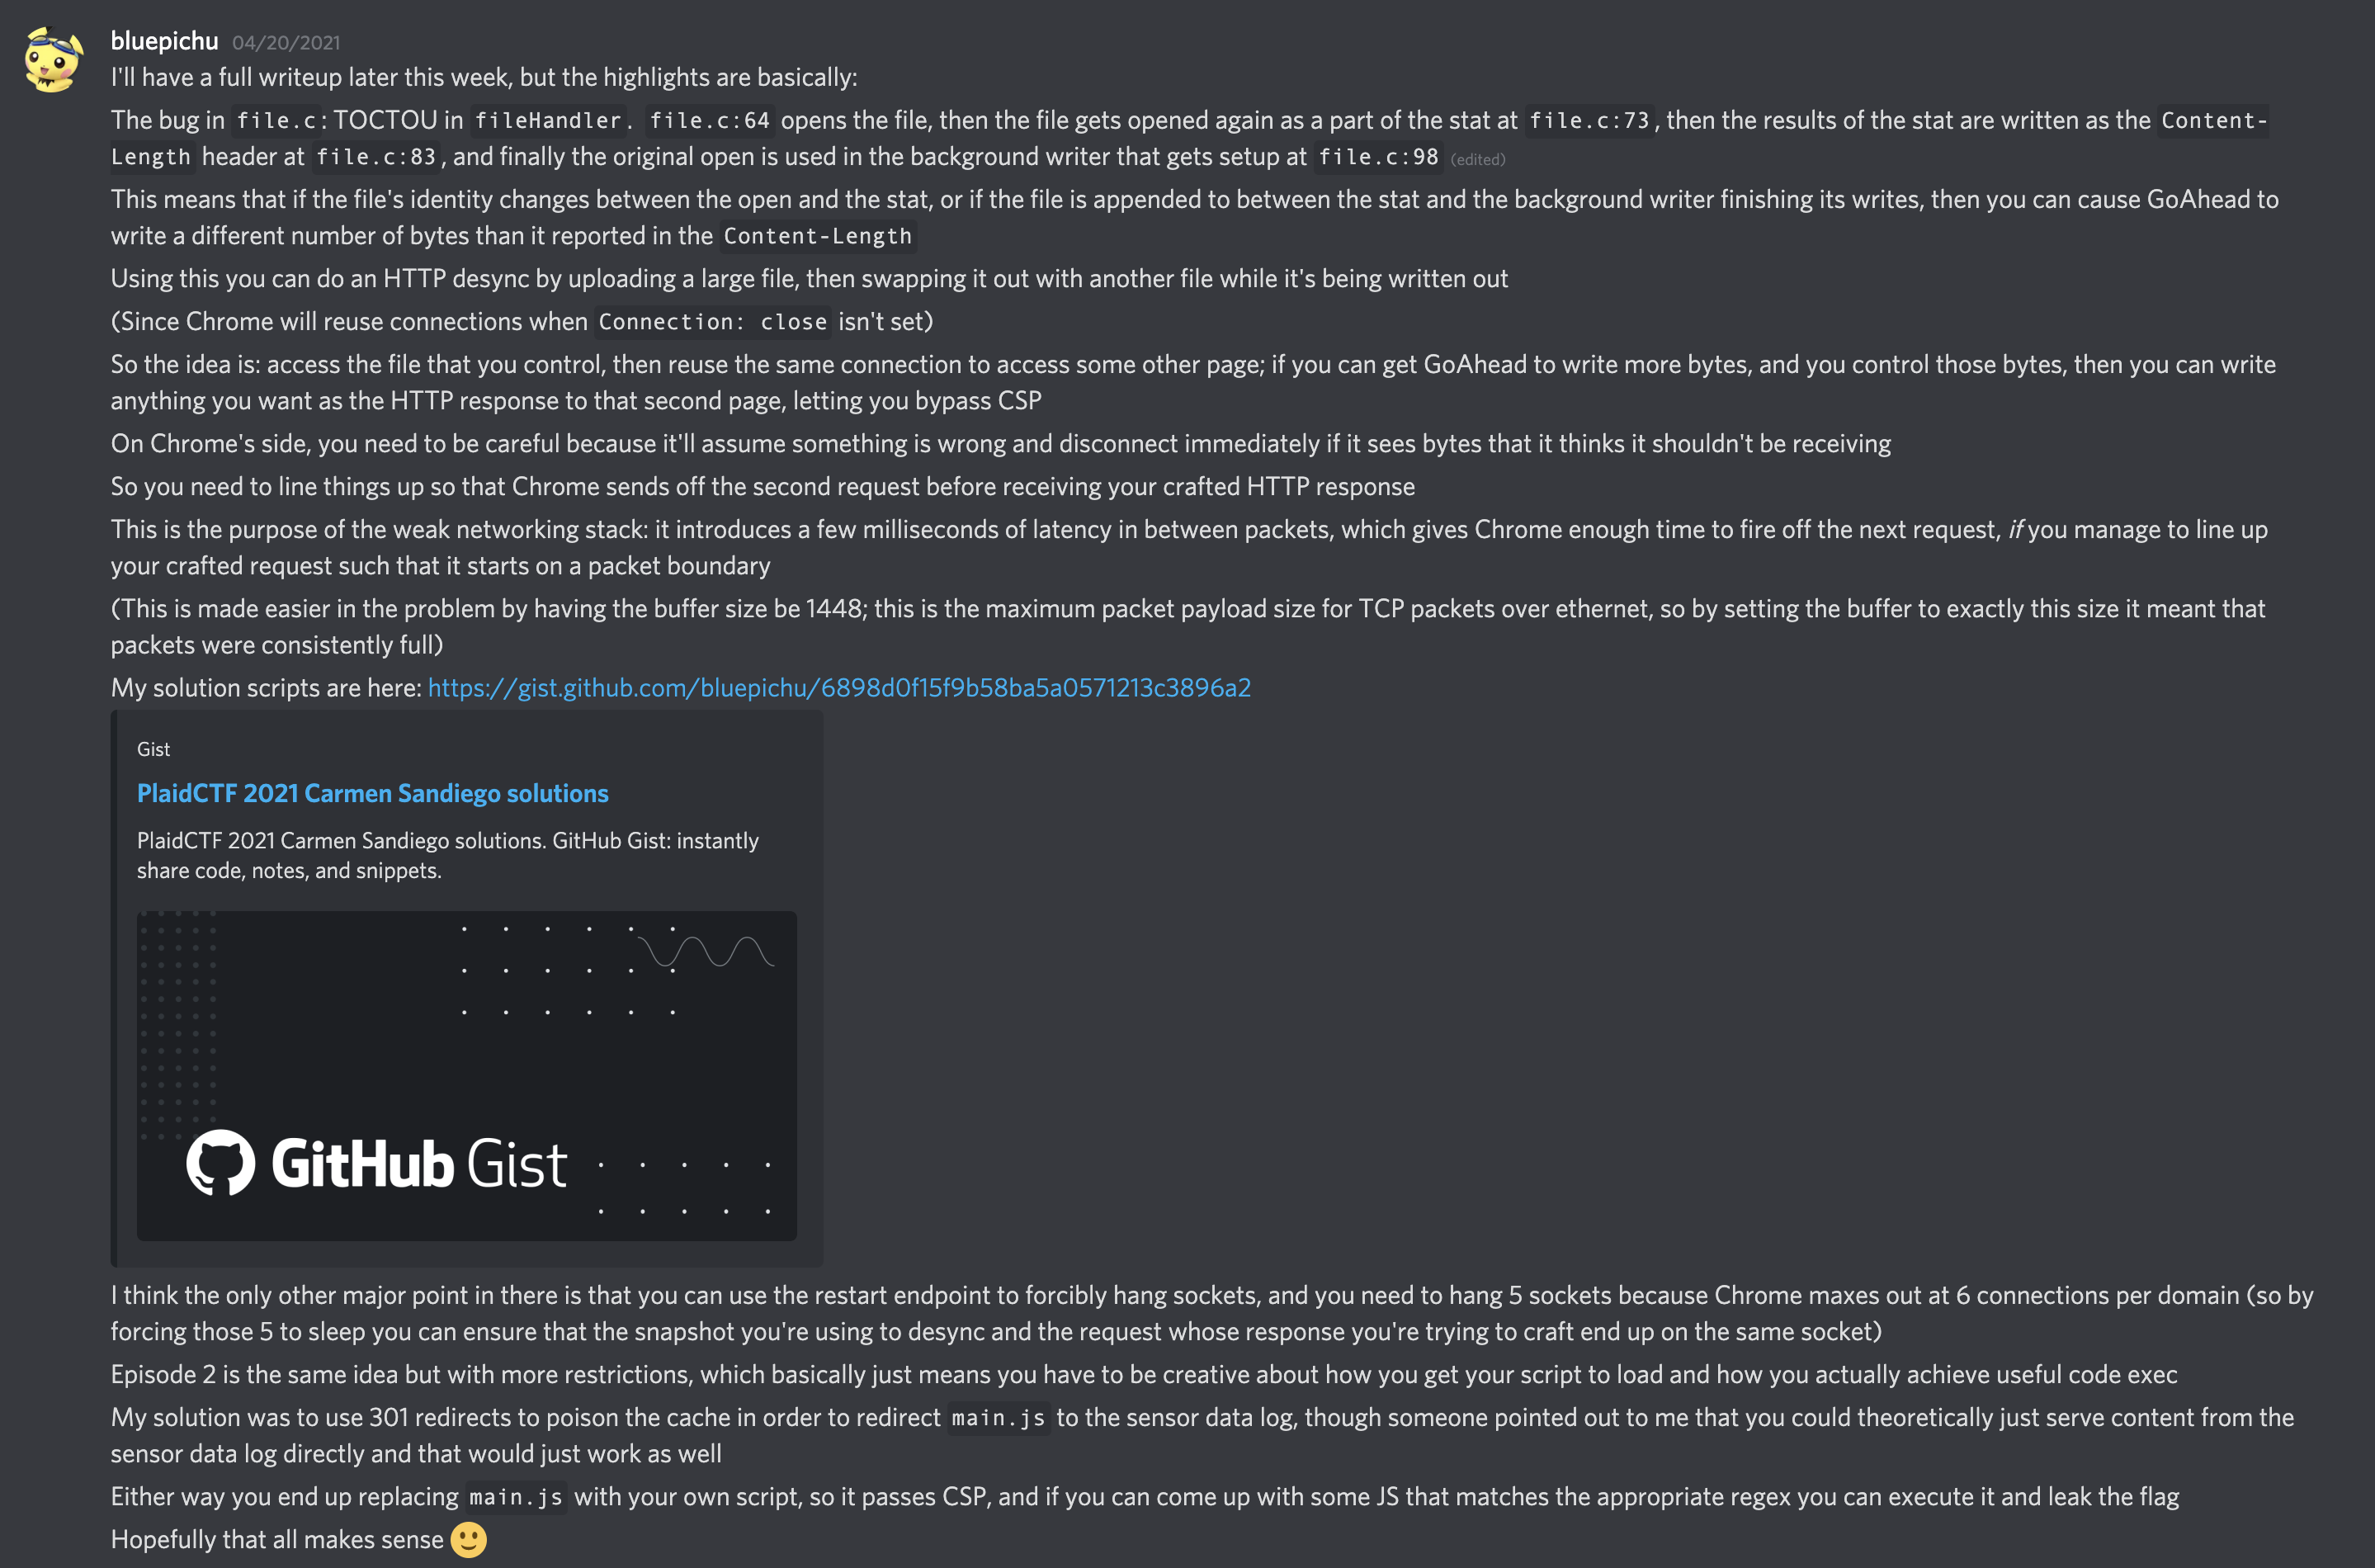 bluepichu 04/20/2021
I'll have a full writeup later this week, but the highlights are basically:
The bug in file.c: TOCTOU in fileHandler. file.c:64 opens the file, then the file gets opened again as a part of the stat at file.c:73, then the results of the stat are written as the Content-
Length header at file.c:83, and finally the original open is used in the background writer that gets setup at file.c:98 (edited)
This means that if the file's identity changes between the open and the stat, or if the file is appended to between the stat and the background writer finishing its writes, then you can cause GoAhead to
write a different number of bytes than it reported in the Content-Length
Using this you can do an HTTP desync by uploading a large file, then swapping it out with another file while it's being written out
(Since Chrome will reuse connections when Connection: close isn't set)
So the idea is: access the file that you control, then reuse the same connection to access some other page; if you can get GoAhead to write more bytes, and you control those bytes, then you can write
anything you want as the HTTP response to that second page, letting you bypass CSP
On Chrome's side, you need to be careful because it'll assume something is wrong and disconnect immediately if it sees bytes that it thinks it shouldn't be receiving
So you need to line things up so that Chrome sends off the second request before receiving your crafted HTTP response
This is the purpose of the weak networking stack: it introduces a few milliseconds of latency in between packets, which gives Chrome enough time to fire off the next request, if you manage to line up
your crafted request such that it starts on a packet boundary
(This is made easier in the problem by having the buffer size be 1448; this is the maximum packet payload size for TCP packets over ethernet, so by setting the buffer to exactly this size it meant that
packets were consistently full)
My solution scripts are here: https://gist.github.com/bluepichu/6898d0f15f9b58ba5a0571213c3896a2
Gist
PlaidCTF 2021 Carmen Sandiego solutions
PlaidCTF 2021 Carmen Sandiego solutions. GitHub Gist: instantly
share code, notes, and snippets.
GitHub Gist
I think the only other major point in there is that you can use the restart endpoint to forcibly hang sockets, and you need to hang 5 sockets because Chrome maxes out at 6 connections per domain (so by
forcing those 5 to sleep you can ensure that the snapshot you're using to desync and the request whose response you're trying to craft end up on the same socket)
Episode 2 is the same idea but with more restrictions, which basically just means you have to be creative about how you get your script to load and how you actually achieve useful code exec
My solution was to use 301 redirects to poison the cache in order to redirect main.js to the sensor data log, though someone pointed out to me that you could theoretically just serve content from the
sensor data log directly and that would just work as well
Either way you end up replacing main.js with your own script, so it passes CSP, and if you can come up with some JS that matches the appropriate regex you can execute it and leak the flag
Hopefully that all makes sense 🙂